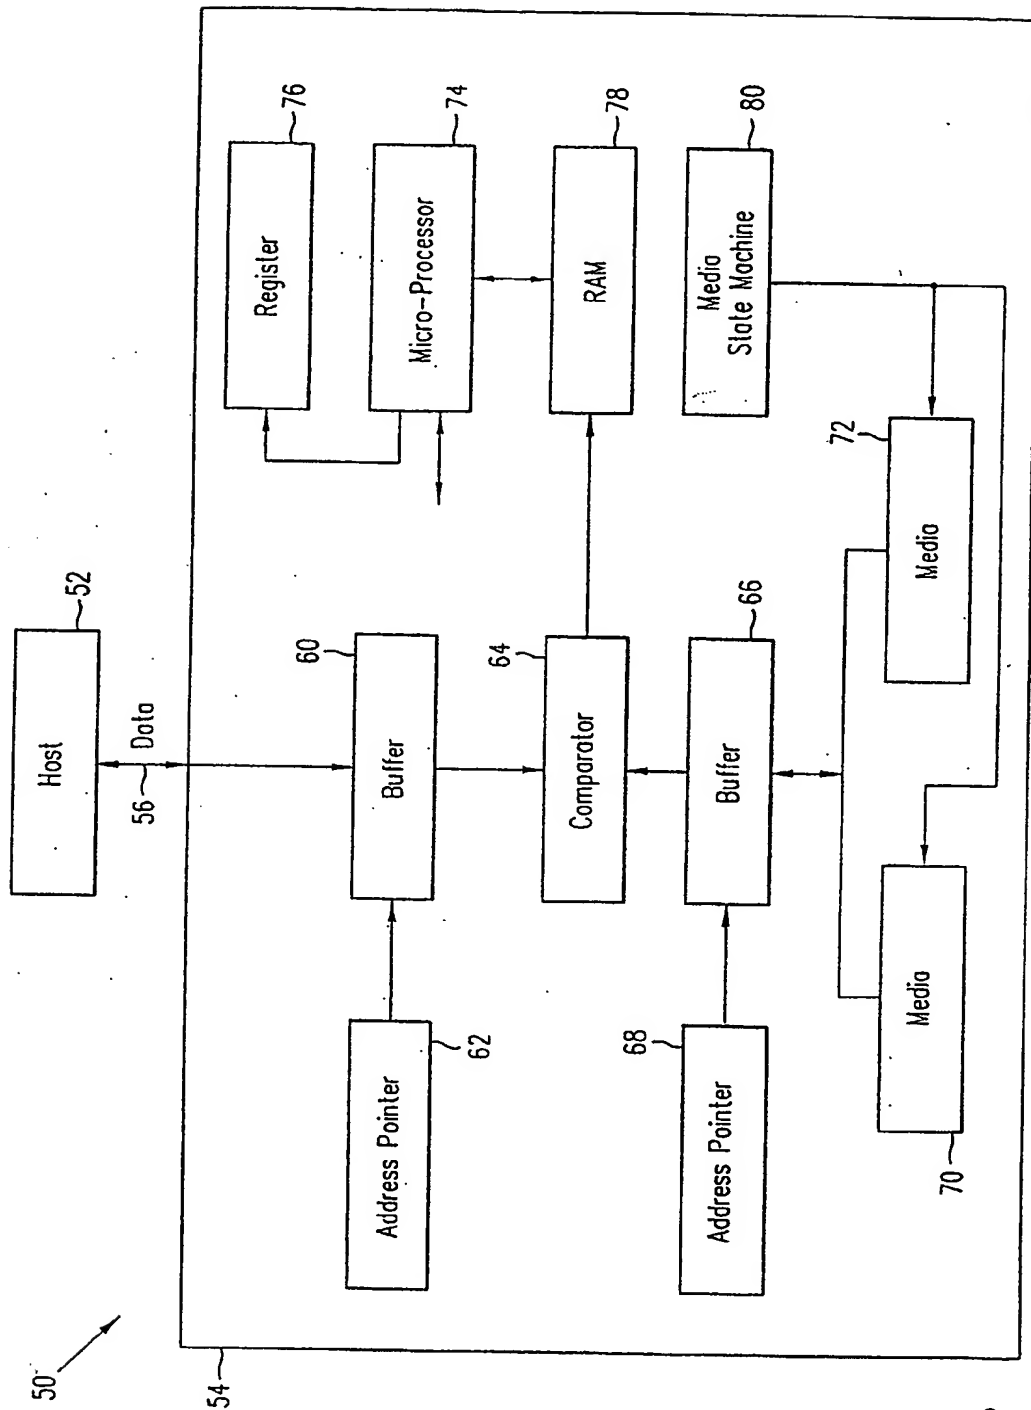 50
Host
52
56
Data
54
Address Pointer
62
Buffer
60
Register
76
Micro-Processor
74
Comparator
64
RAM
78
Address Pointer
68
Buffer
66
Media
State Machine
80
Media
70
Media
72